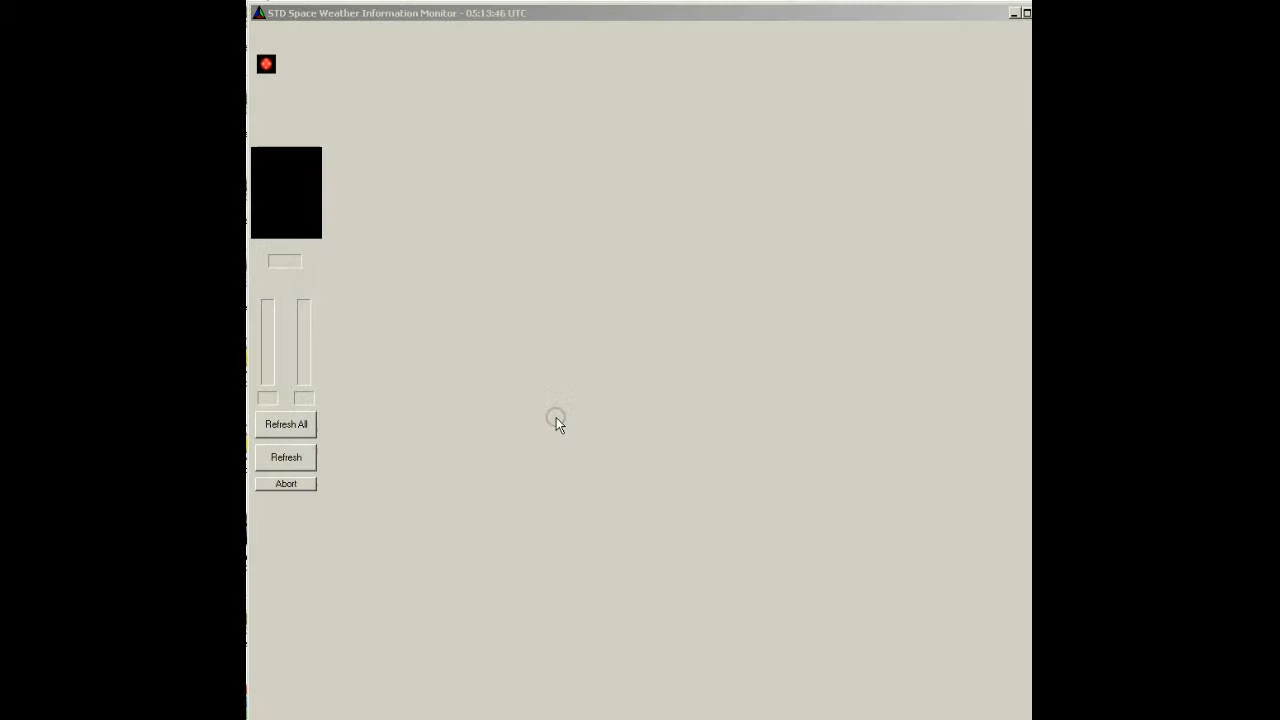 STD Space Weather Information Monitor - 05:13:46 UTC
Refresh All
Refresh
Abort